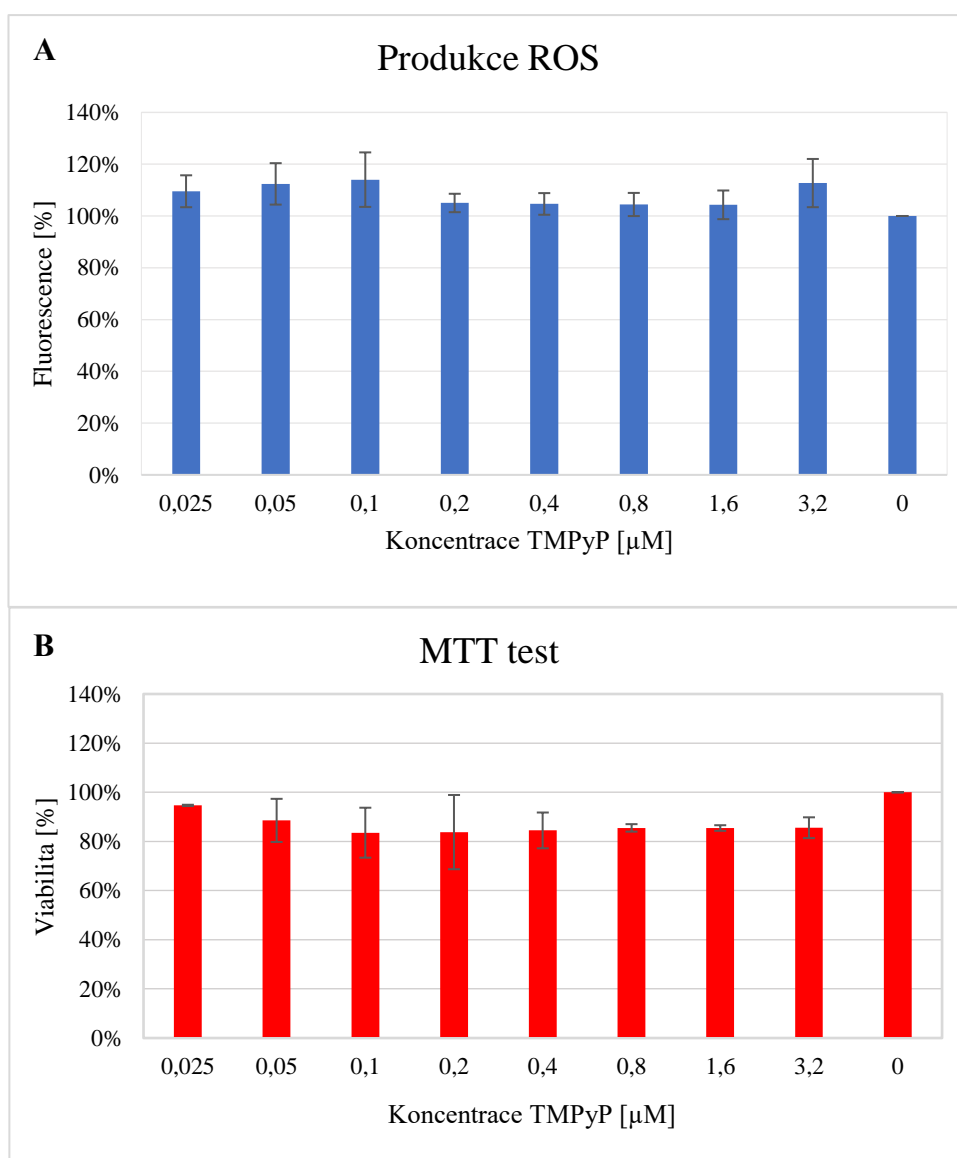 A
Produkce ROS
Fluorescence [%]
140%
120%
100%
80%
60%
40%
20%
0%
0,025 0,05 0,1 0,2 0,4 0,8 1,6 3,2 0
Koncentrace TMPyP [µM]
B
MTT test
Viabilita [%]
140%
120%
100%
80%
60%
40%
20%
0%
0,025 0,05 0,1 0,2 0,4 0,8 1,6 3,2 0
Koncentrace TMPyP [µM]